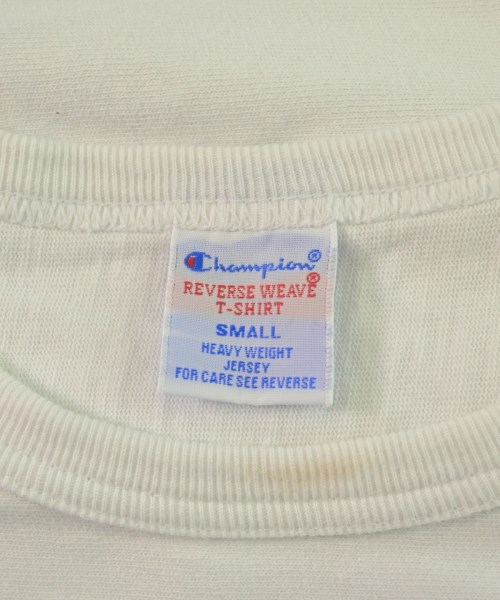 Champion®
REVERSE WEAVE®
T-SHIRT
SMALL
HEAVY WEIGHT
JERSEY
FOR CARE SEE REVERSE